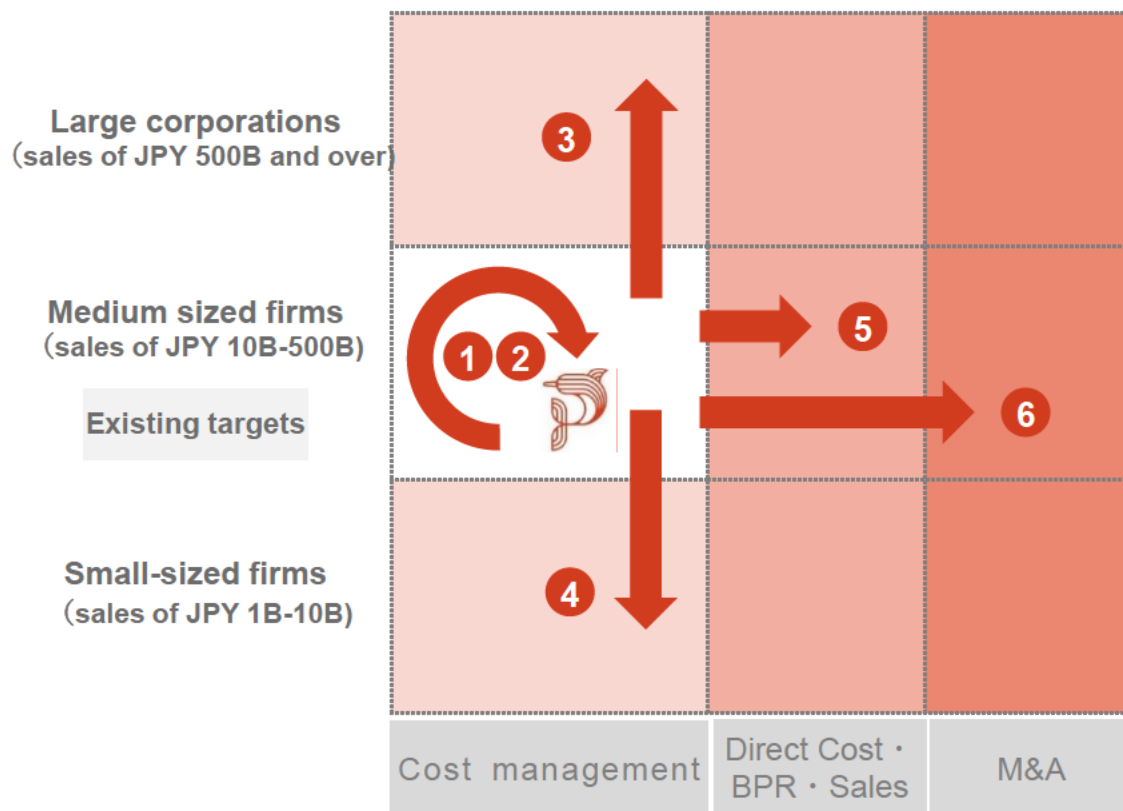 Large corporations
（sales of JPY 500B and over)
3
Medium sized firms
（sales of JPY 10B-500B)
Existing targets
1 2
5
6
Small-sized firms
（sales of JPY 1B-10B)
4
Cost management
Direct Cost・
BPR・Sales
M&A